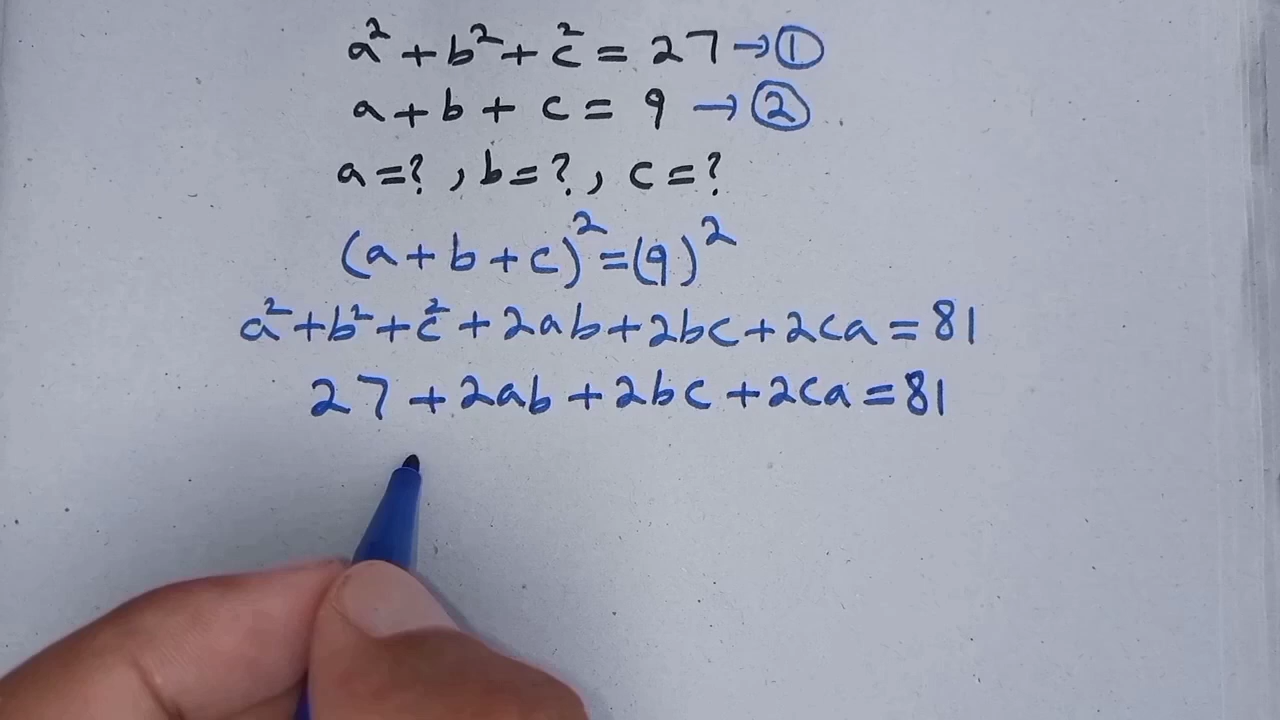 a² + b² + c² = 27 → ①
a + b + c = 9 → ②
a = ? , b = ? , c = ?
(a + b + c)² = (9)²
a² + b² + c² + 2ab + 2bc + 2ca = 81
27 + 2ab + 2bc + 2ca = 81